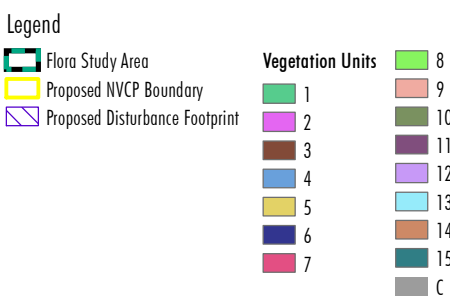 Legend
Flora Study Area
Proposed NVCP Boundary
Proposed Disturbance Footprint
Vegetation Units
1
2
3
4
5
6
7
8
9
10
11
12
13
14
15
C